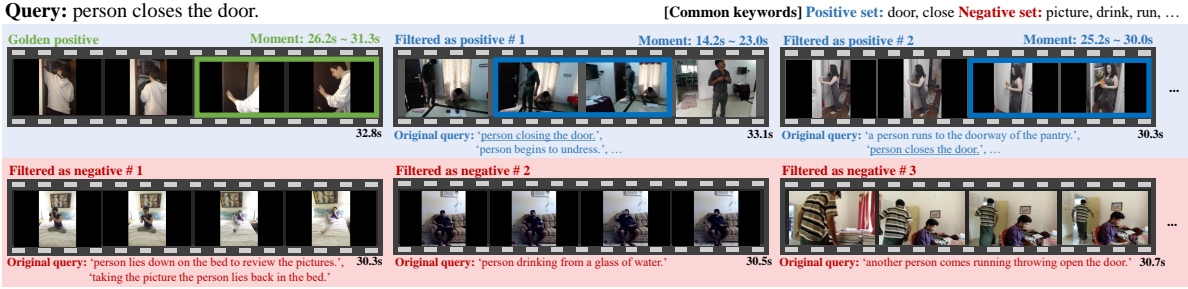 Query: person closes the door.
[Common keywords] Positive set: door, close Negative set: picture, drink, run, …
Golden positive Moment: 26.2s ~ 31.3s
32.8s
Filtered as positive # 1 Moment: 14.2s ~ 23.0s
Original query: ‘person closing the door.’, 33.1s
‘person begins to undress.’, …
Filtered as positive # 2 Moment: 25.2s ~ 30.0s
Original query: ‘a person runs to the doorway of the pantry.’, 30.3s
‘person closes the door.’, …
...
Filtered as negative # 1
Original query: ‘person lies down on the bed to review the pictures.’, 30.3s
‘taking the picture the person lies back in the bed.’
Filtered as negative # 2
Original query: ‘person drinking from a glass of water.’ 30.5s
Filtered as negative # 3
Original query: ‘another person comes running throwing open the door.’ 30.7s
...